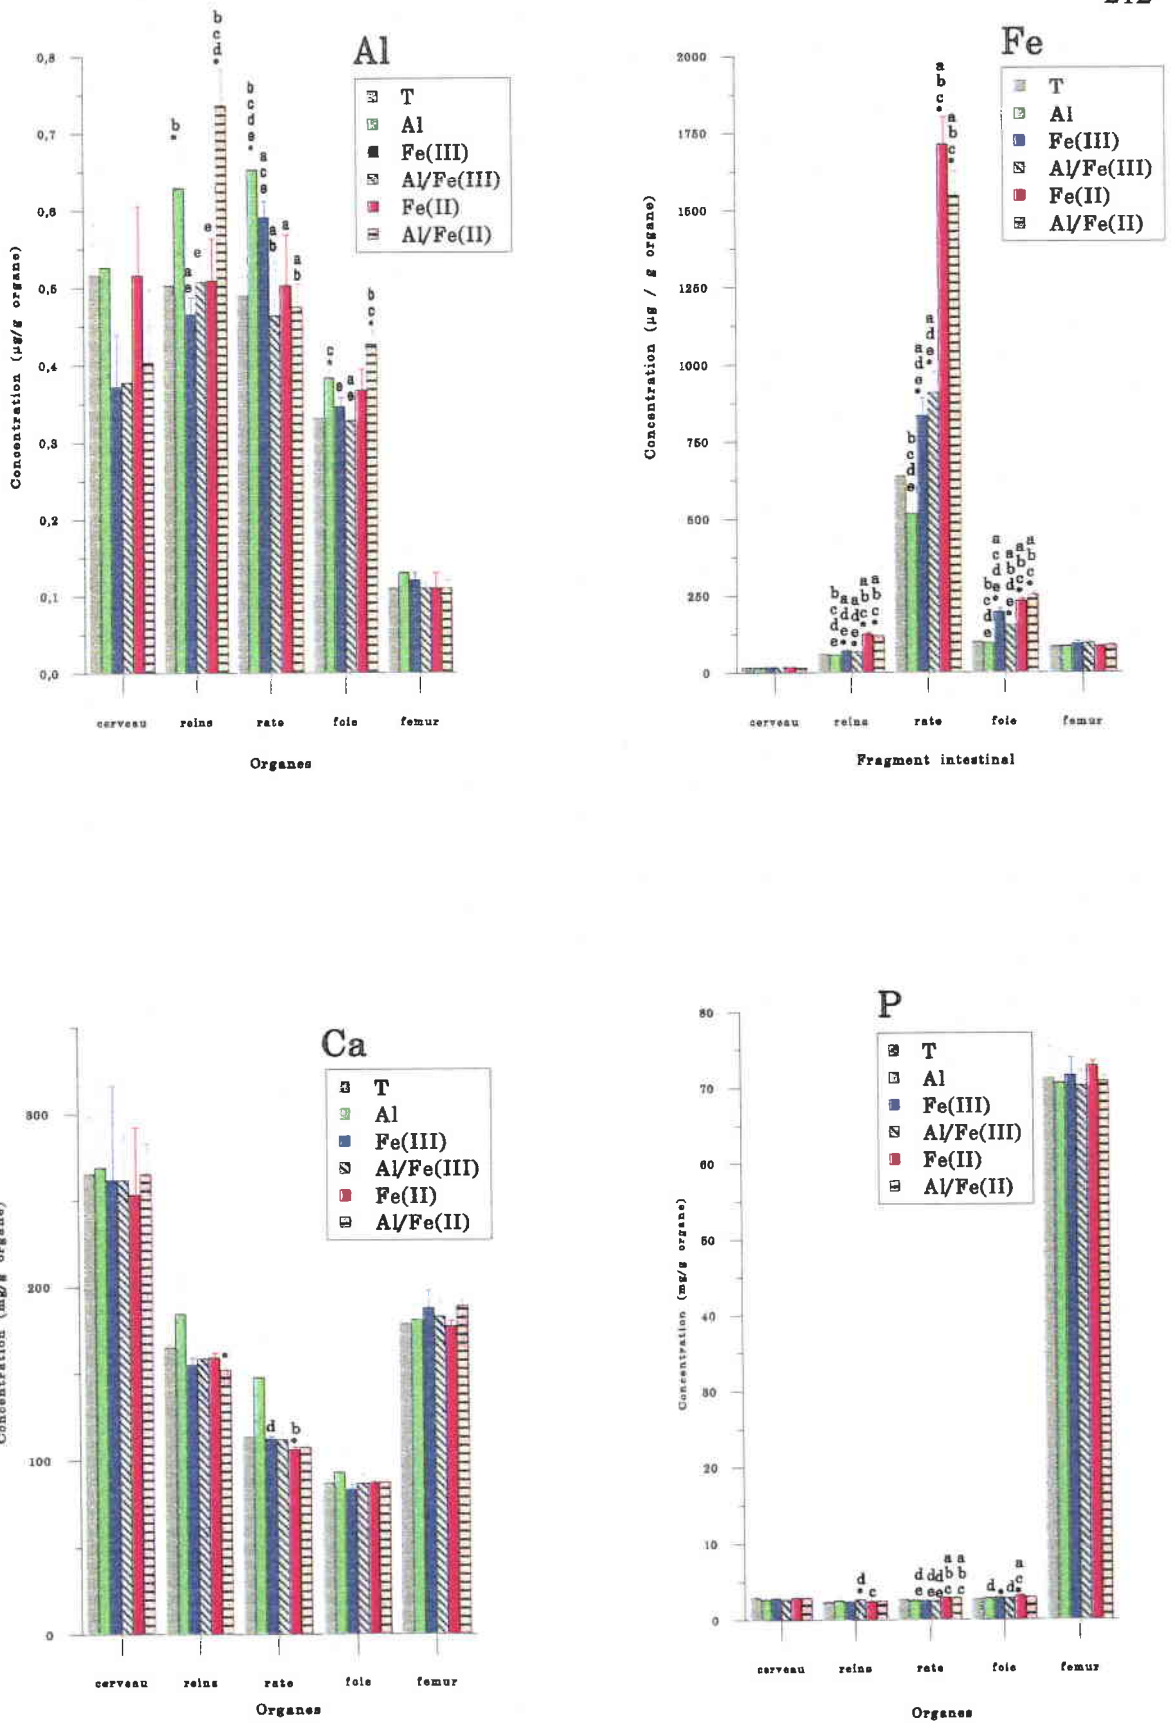 Al
T
Al
Fe(III)
Al/Fe(III)
Fe(II)
Al/Fe(II)
Concentration (µg/g organe)
0,8
0,7
0,6
0,5
0,4
0,3
0,2
0,1
0,0
b
*
a
e
e
e
b
c
d
*
b
c
d
e
*
a
c
e
a
b
a
a
b
c
*
e
a
e
b
c
*
cerveau reins rate foie femur
Organes
Fe
T
Al
Fe(III)
Al/Fe(III)
Fe(II)
Al/Fe(II)
Concentration (µg / g organe)
2000
1750
1500
1250
1000
750
500
250
0
b
c
d
e
a
d
e
*
a
d
e
*
a
b
c
*
a
b
c
*
b
c
d
e
a
d
e
*
a
d
e
*
a
b
c
*
a
b
c
*
b
c
d
e
a
c
d
e
*
a
b
d
e
*
a
b
c
*
a
b
c
*
cerveau reins rate foie femur
Fragment intestinal
Ca
T
Al
Fe(III)
Al/Fe(III)
Fe(II)
Al/Fe(II)
Concentration (mg/g organe)
300
200
100
0
*
d
b
*
cerveau reins rate foie femur
Organes
P
T
Al
Fe(III)
Al/Fe(III)
Fe(II)
Al/Fe(II)
Concentration (mg/g organe)
80
70
60
50
40
30
20
10
0
d
*
c
d
e
d
e
d
e
a
b
c
a
b
c
d
*
d
a
c
*
cerveau reins rate foie femur
Organes